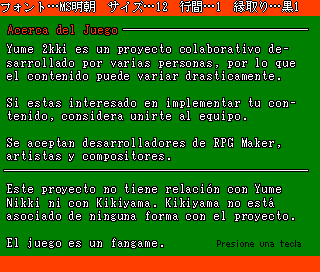 フォント…MS明朝　サイズ…12　行間…1　縁取り…黒1
Acerca del Juego
Yume 2kki es un proyecto colaborativo de-
sarrollado por varias personas, por lo que
el contenido puede variar drasticamente.
Si estas interesado en implementar tu con-
tenido, considera unirte al equipo.
Se aceptan desarrolladores de RPG Maker,
artistas y compositores.
Este proyecto no tiene relación con Yume
Nikki ni con Kikiyama. Kikiyama no está
asociado de ninguna forma con el proyecto.
El juego es un fangame.
Presione una tecla